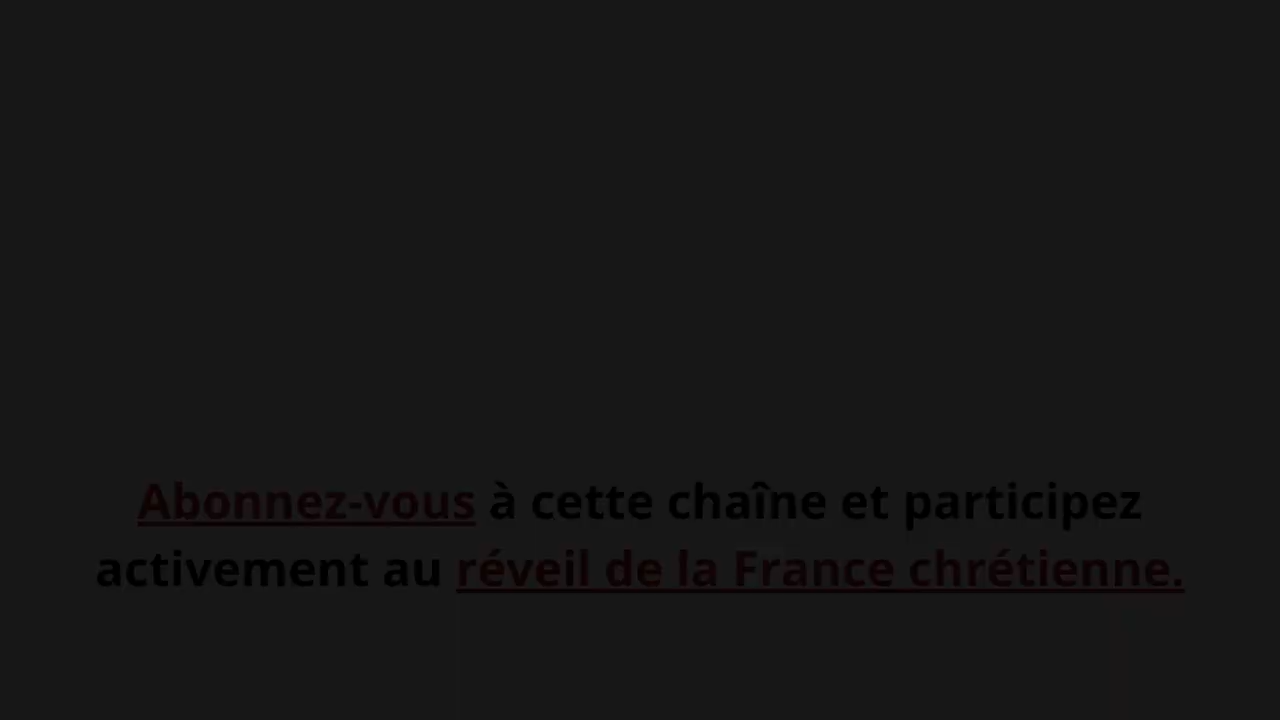 Abonnez-vous à cette chaîne et participez
activement au réveil de la France chrétienne.